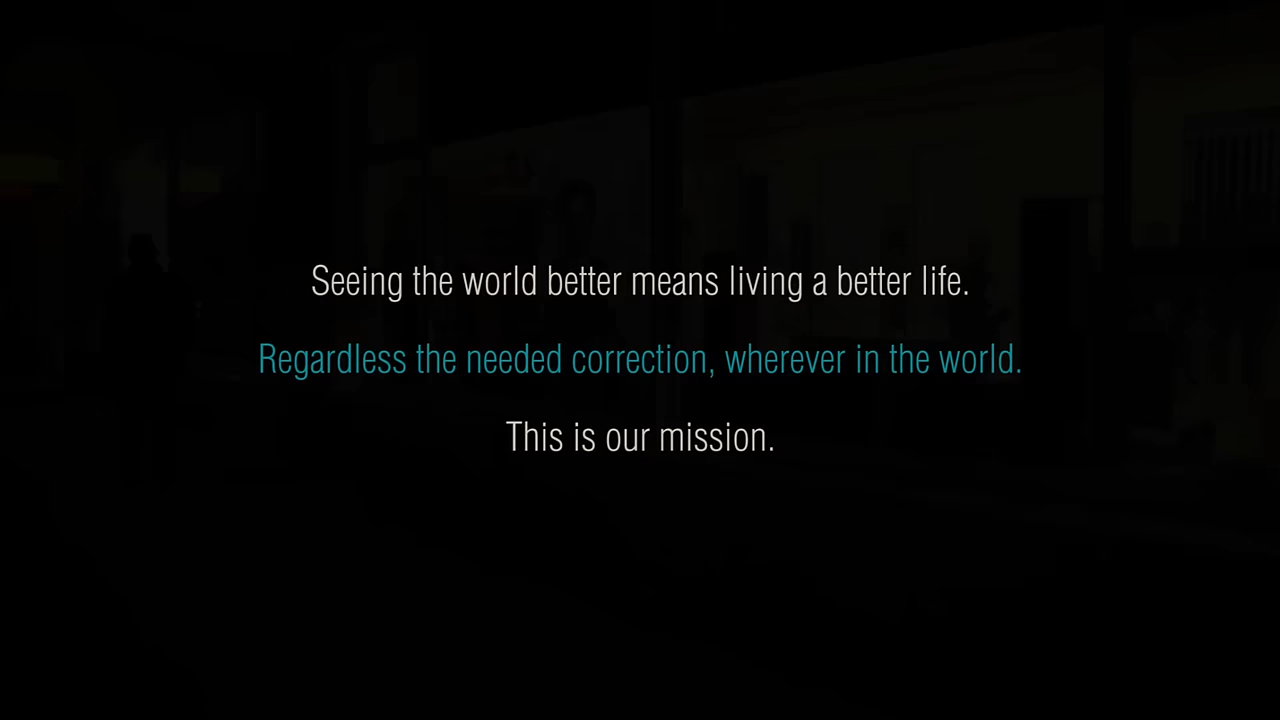 Seeing the world better means living a better life.
Regardless the needed correction, wherever in the world.
This is our mission.